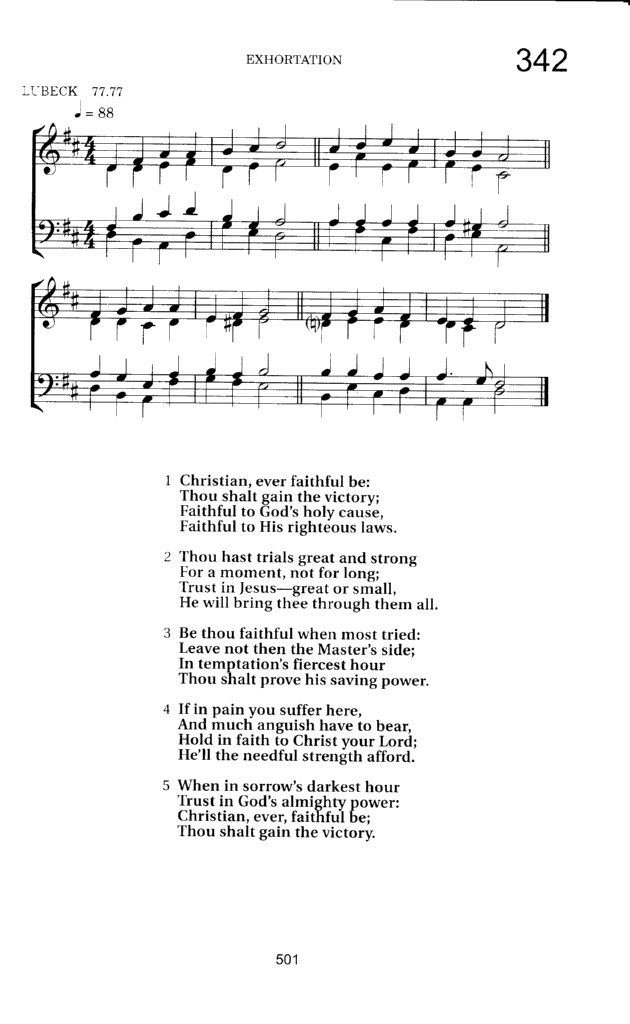 EXHORTATION
342
LUBECK 77.77
♩ = 88
1 Christian, ever faithful be:
Thou shalt gain the victory;
Faithful to God's holy cause,
Faithful to His righteous laws.
2 Thou hast trials great and strong
For a moment, not for long;
Trust in Jesus—great or small,
He will bring thee through them all.
3 Be thou faithful when most tried:
Leave not then the Master's side;
In temptation's fiercest hour
Thou shalt prove his saving power.
4 If in pain you suffer here,
And much anguish have to bear,
Hold in faith to Christ your Lord;
He'll the needful strength afford.
5 When in sorrow's darkest hour
Trust in God's almighty power:
Christian, ever, faithful be;
Thou shalt gain the victory.
501